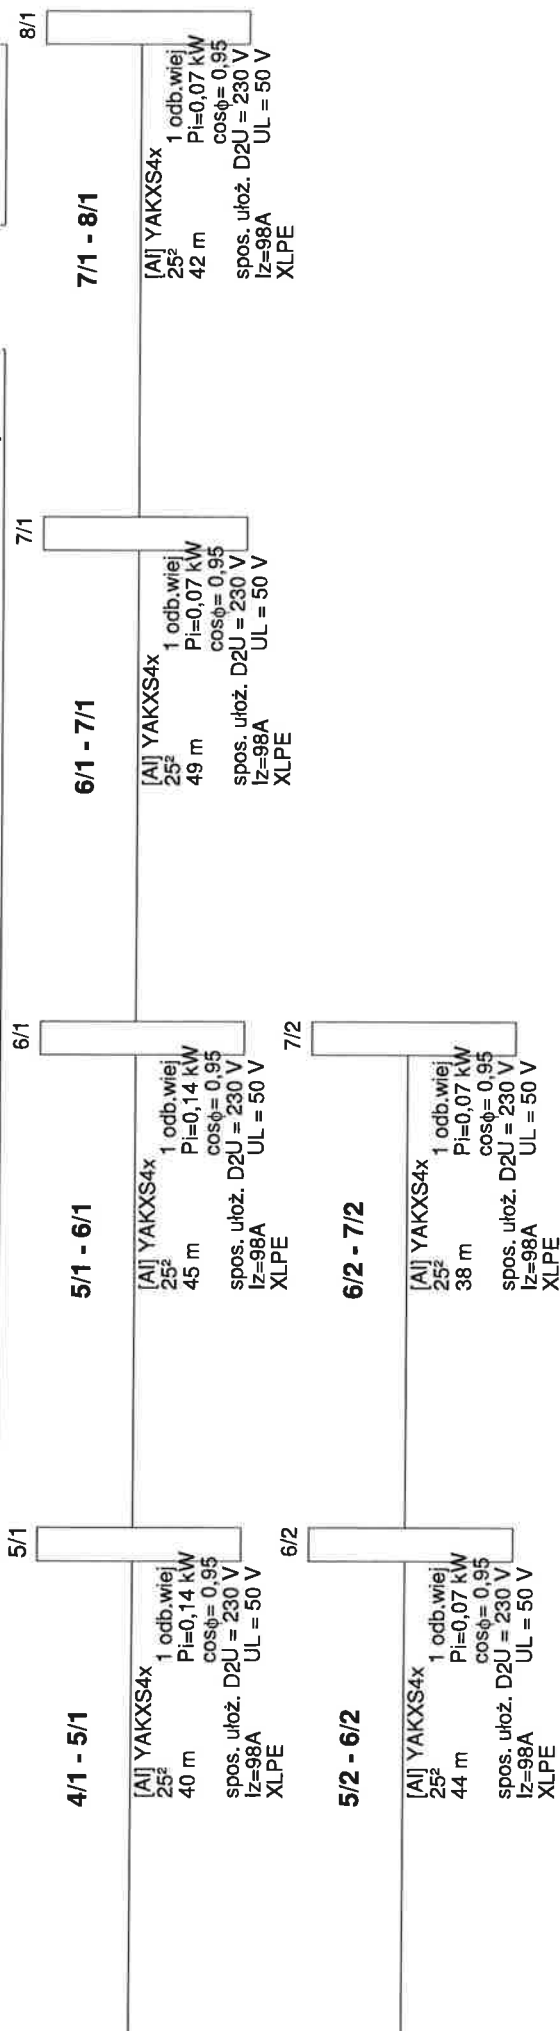 5/1
4/1 - 5/1
[Al] YAKXS4x
25²
40 m
spos. ułoż. D2
Iz=98A
XLPE
1 odb.wiej
Pi=0,14 kW
cosϕ= 0,95
U = 230 V
UL = 50 V
6/1
5/1 - 6/1
[Al] YAKXS4x
25²
45 m
spos. ułoż. D2
Iz=98A
XLPE
1 odb.wiej
Pi=0,14 kW
cosϕ= 0,95
U = 230 V
UL = 50 V
7/1
6/1 - 7/1
[Al] YAKXS4x
25²
49 m
spos. ułoż. D2
Iz=98A
XLPE
1 odb.wiej
Pi=0,07 kW
cosϕ= 0,95
U = 230 V
UL = 50 V
8/1
7/1 - 8/1
[Al] YAKXS4x
25²
42 m
spos. ułoż. D2
Iz=98A
XLPE
1 odb.wiej
Pi=0,07 kW
cosϕ= 0,95
U = 230 V
UL = 50 V
6/2
5/2 - 6/2
[Al] YAKXS4x
25²
44 m
spos. ułoż. D2
Iz=98A
XLPE
1 odb.wiej
Pi=0,07 kW
cosϕ= 0,95
U = 230 V
UL = 50 V
7/2
6/2 - 7/2
[Al] YAKXS4x
25²
38 m
spos. ułoż. D2
Iz=98A
XLPE
1 odb.wiej
Pi=0,07 kW
cosϕ= 0,95
U = 230 V
UL = 50 V